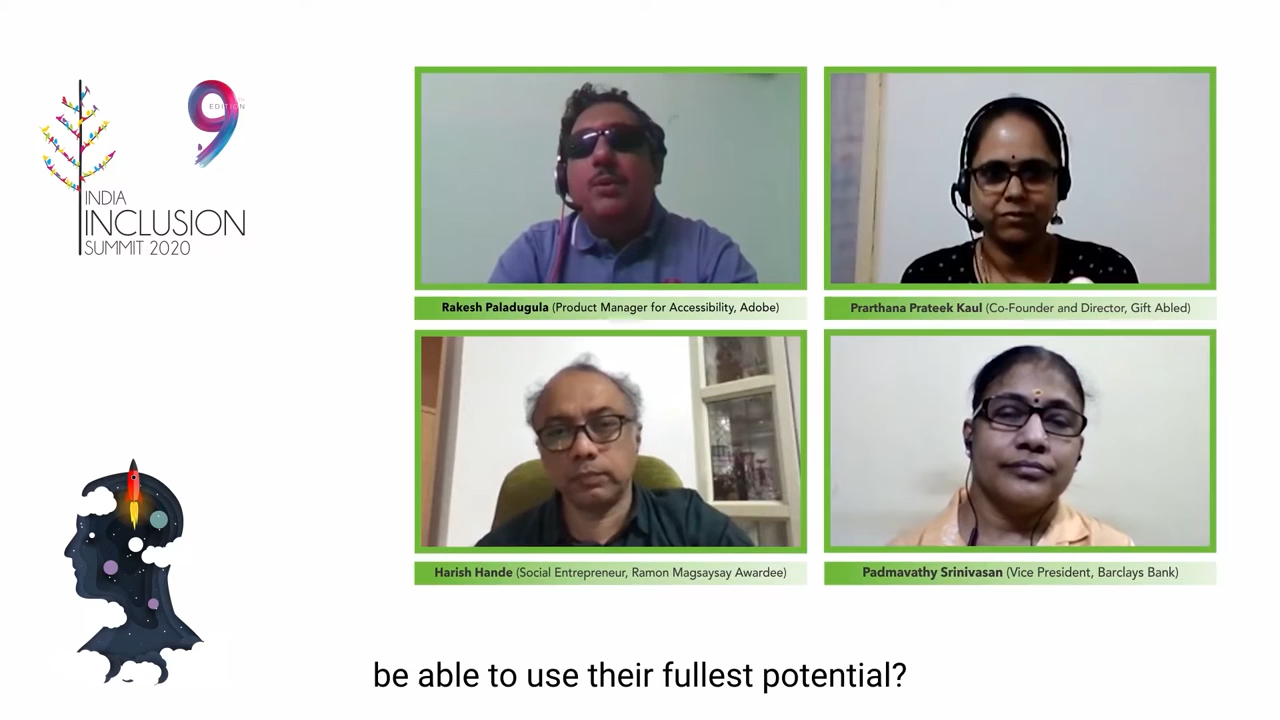 9
EDITION
INDIA
INCLUSION
SUMMIT 2020
Rakesh Paladugula (Product Manager for Accessibility, Adobe)
Prarthana Prateek Kaul (Co-Founder and Director, Gift Abled)
Harish Hande (Social Entrepreneur, Ramon Magsaysay Awardee)
Padmavathy Srinivasan (Vice President, Barclays Bank)
be able to use their fullest potential?